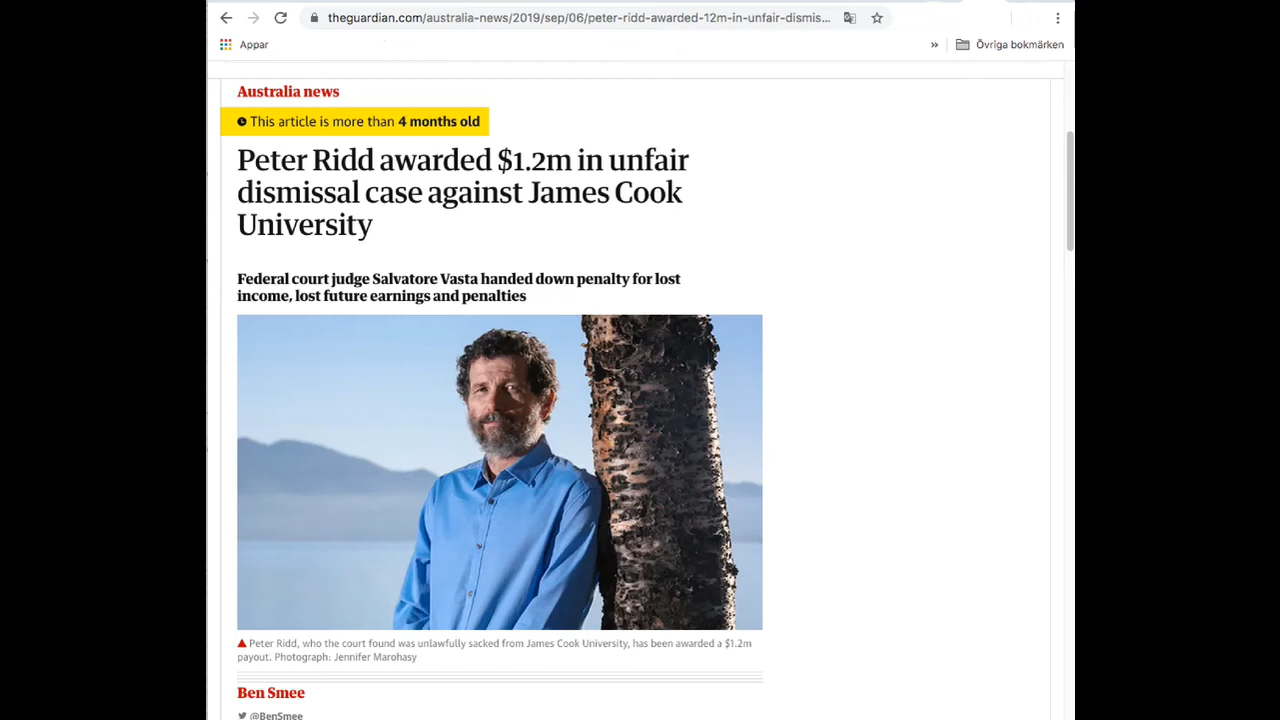 theguardian.com/australia-news/2019/sep/06/peter-ridd-awarded-12m-in-unfair-dismis...
Appar
» Övriga bokmärken
Australia news
This article is more than 4 months old
Peter Ridd awarded $1.2m in unfair
dismissal case against James Cook
University
Federal court judge Salvatore Vasta handed down penalty for lost
income, lost future earnings and penalties
Peter Ridd, who the court found was unlawfully sacked from James Cook University, has been awarded a $1.2m
payout. Photograph: Jennifer Marohasy
Ben Smee
@BenSmee